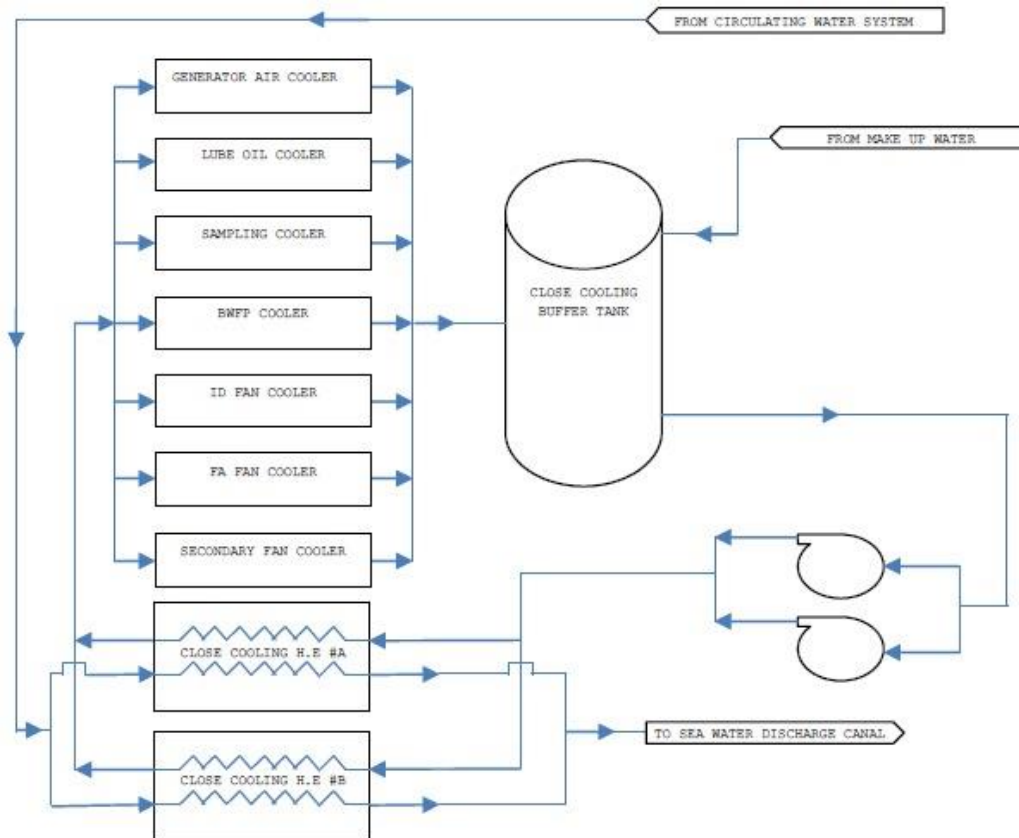 FROM CIRCULATING WATER SYSTEM
GENERATOR AIR COOLER
LUBE OIL COOLER
FROM MAKE UP WATER
SAMPLING COOLER
CLOSE COOLING
BUFFER TANK
BWFP COOLER
ID FAN COOLER
FA FAN COOLER
SECONDARY FAN COOLER
CLOSE COOLING H.E #A
TO SEA WATER DISCHARGE CANAL
CLOSE COOLING H.E #B